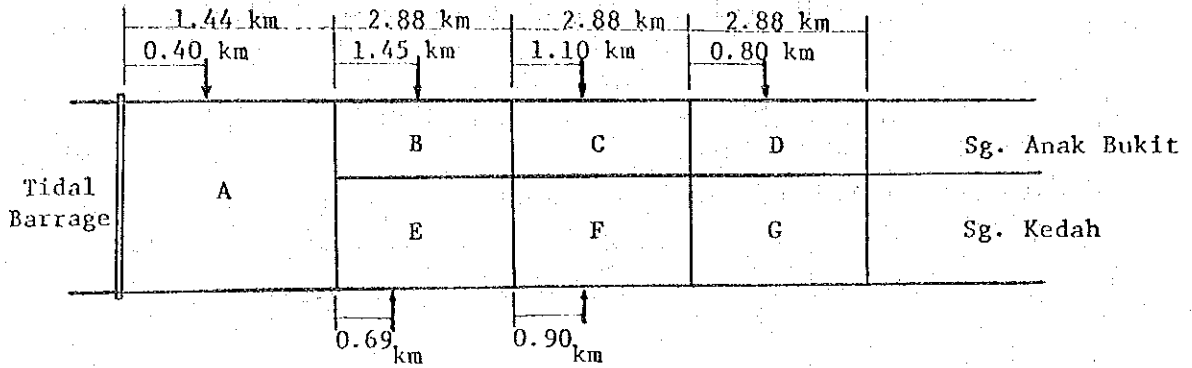 1.44 km 2.88 km 2.88 km 2.88 km
0.40 km 1.45 km 1.10 km 0.80 km
B C D Sg. Anak Bukit
Tidal
Barrage
A
E F G Sg. Kedah
0.69 km 0.90 km